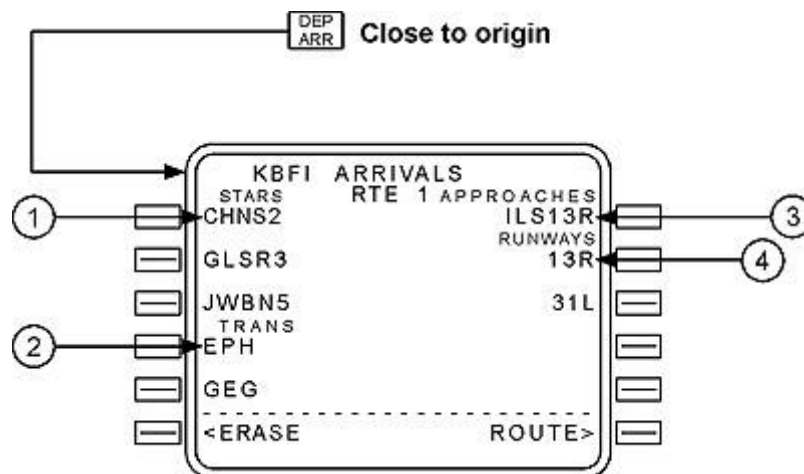 DEP
ARR
Close to origin
KBFI ARRIVALS
STARS RTE 1 APPROACHES
1 CHNS2 ILS13R 3
RUNWAYS
GLSR3 13R 4
JWBN5 31L
TRANS
2 EPH
GEG
<ERASE ROUTE>